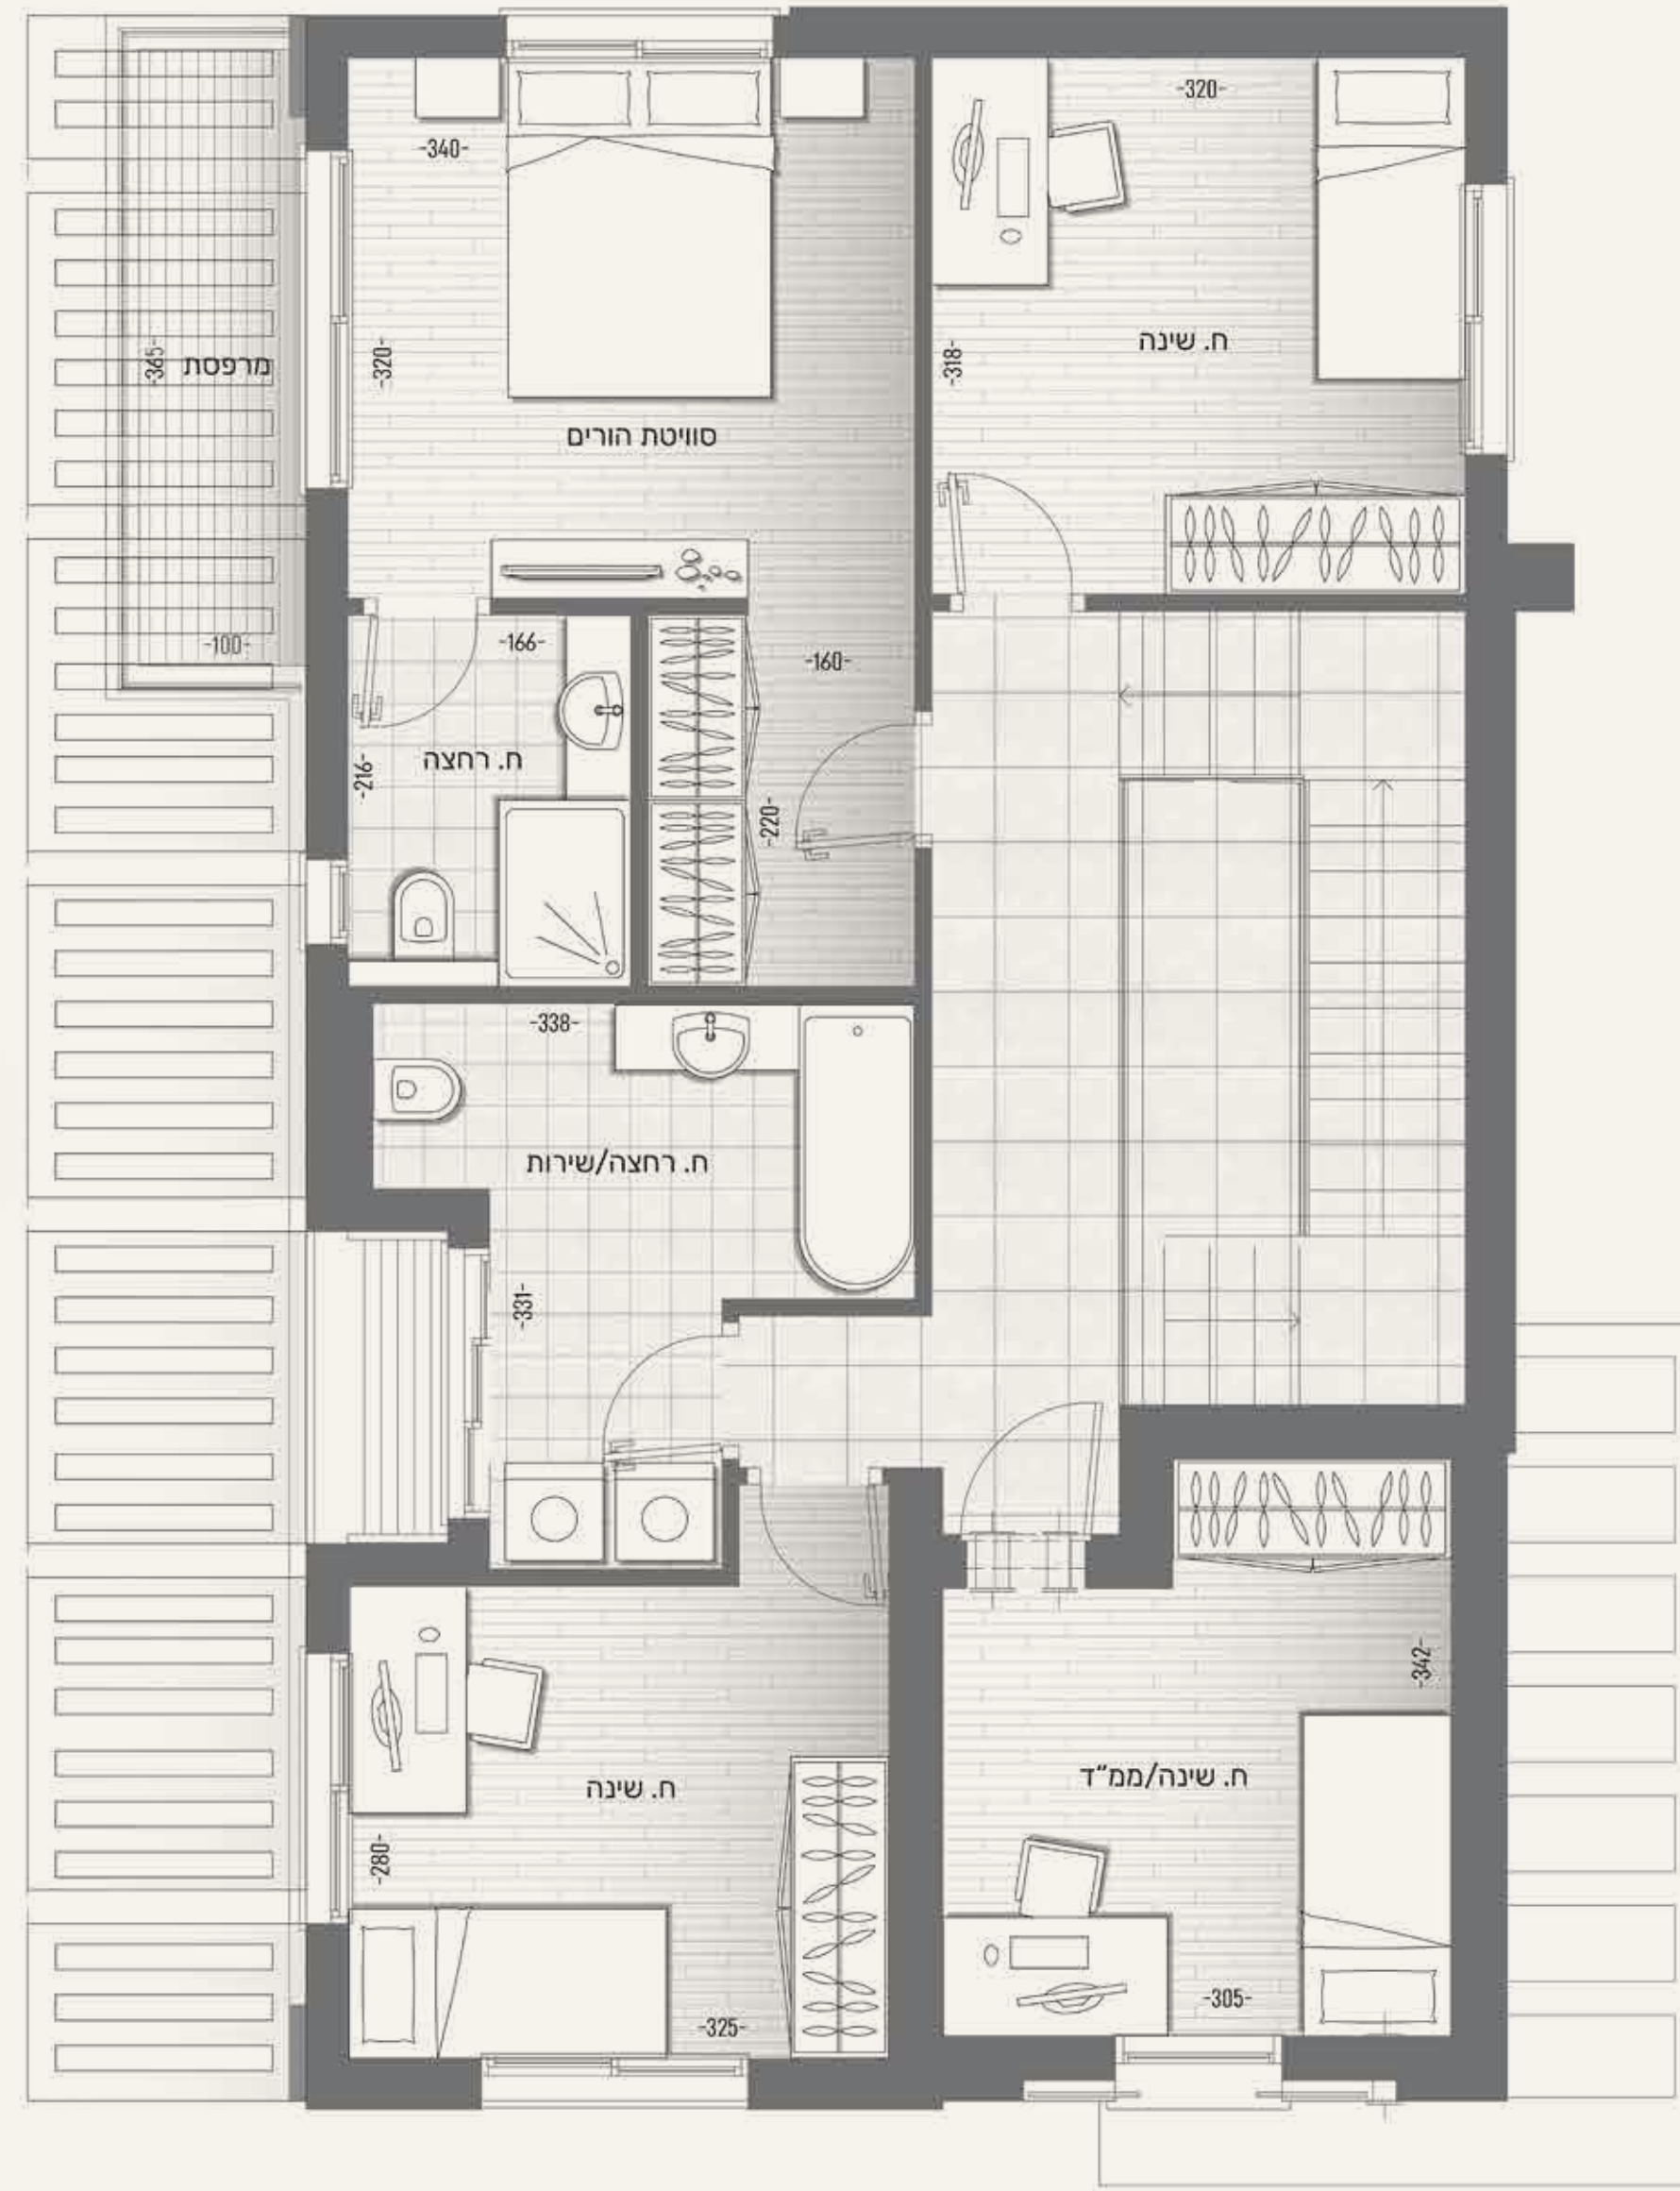 -320-
-340-
ח. שינה
-318-
-320-
-365-
מרפסת
סוויטת הורים
-100-
-166-
-160-
ח. רחצה
-216-
-220-
-338-
ח. רחצה/שירות
-331-
-342-
ח. שינה/ממ"ד
ח. שינה
-280-
-305-
-325-